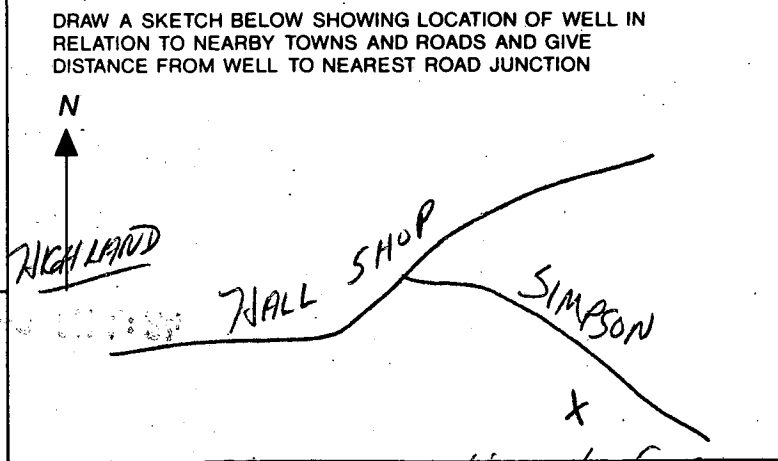 DRAW A SKETCH BELOW SHOWING LOCATION OF WELL IN
RELATION TO NEARBY TOWNS AND ROADS AND GIVE
DISTANCE FROM WELL TO NEAREST ROAD JUNCTION
N
HIGHLAND
HALL SHOP
SIMPSON
X